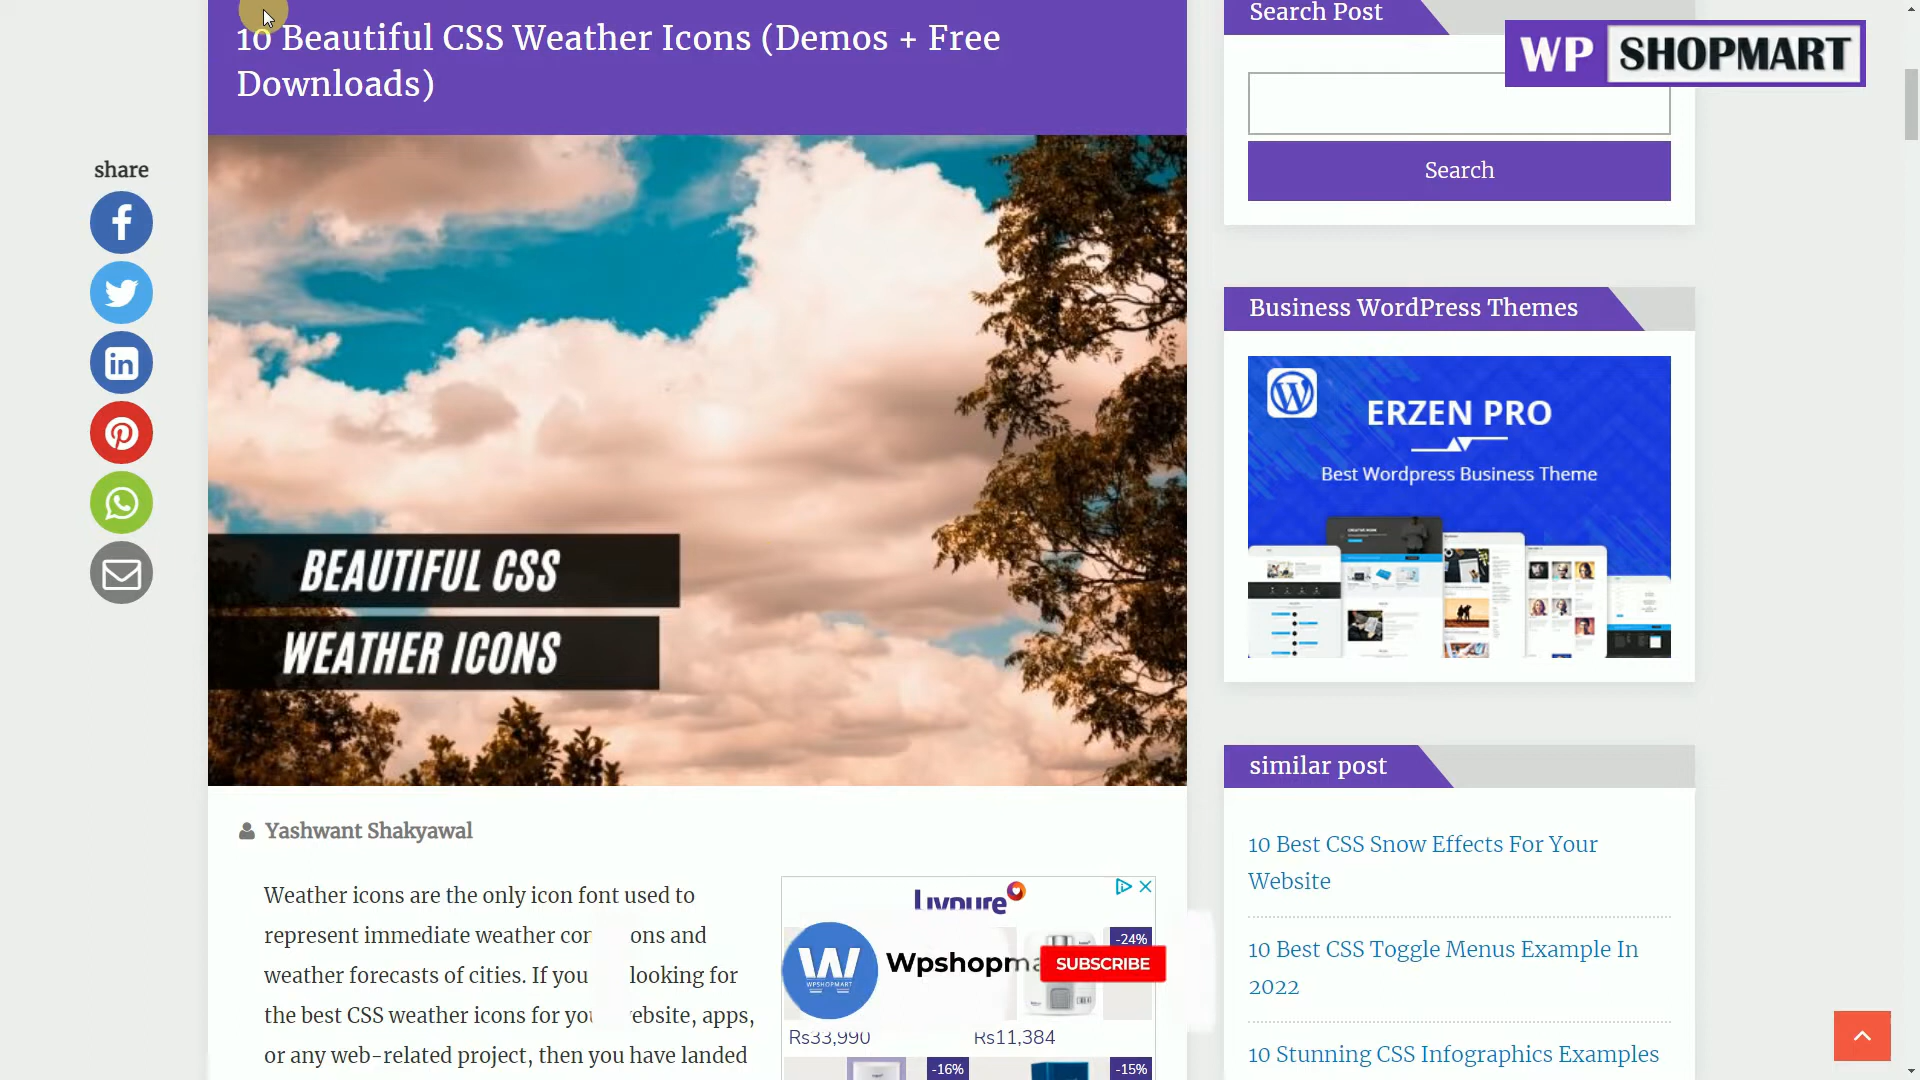 10 Beautiful CSS Weather Icons (Demos + Free
Downloads)
share
BEAUTIFUL CSS
WEATHER ICONS
Yashwant Shakyawal
Weather icons are the only icon font used to
represent immediate weather con ons and
weather forecasts of cities. If you looking for
the best CSS weather icons for you ebsite, apps,
or any web-related project, then you have landed
Livpure
-24%
W
WPSHOPMART
Wpshopma
SUBSCRIBE
Rs33,990
Rs11,384
-16%
-15%
Search Post
WP SHOPMART
Search
Business WordPress Themes
ERZEN PRO
Best Wordpress Business Theme
similar post
10 Best CSS Snow Effects For Your
Website
10 Best CSS Toggle Menus Example In
2022
10 Stunning CSS Infographics Examples